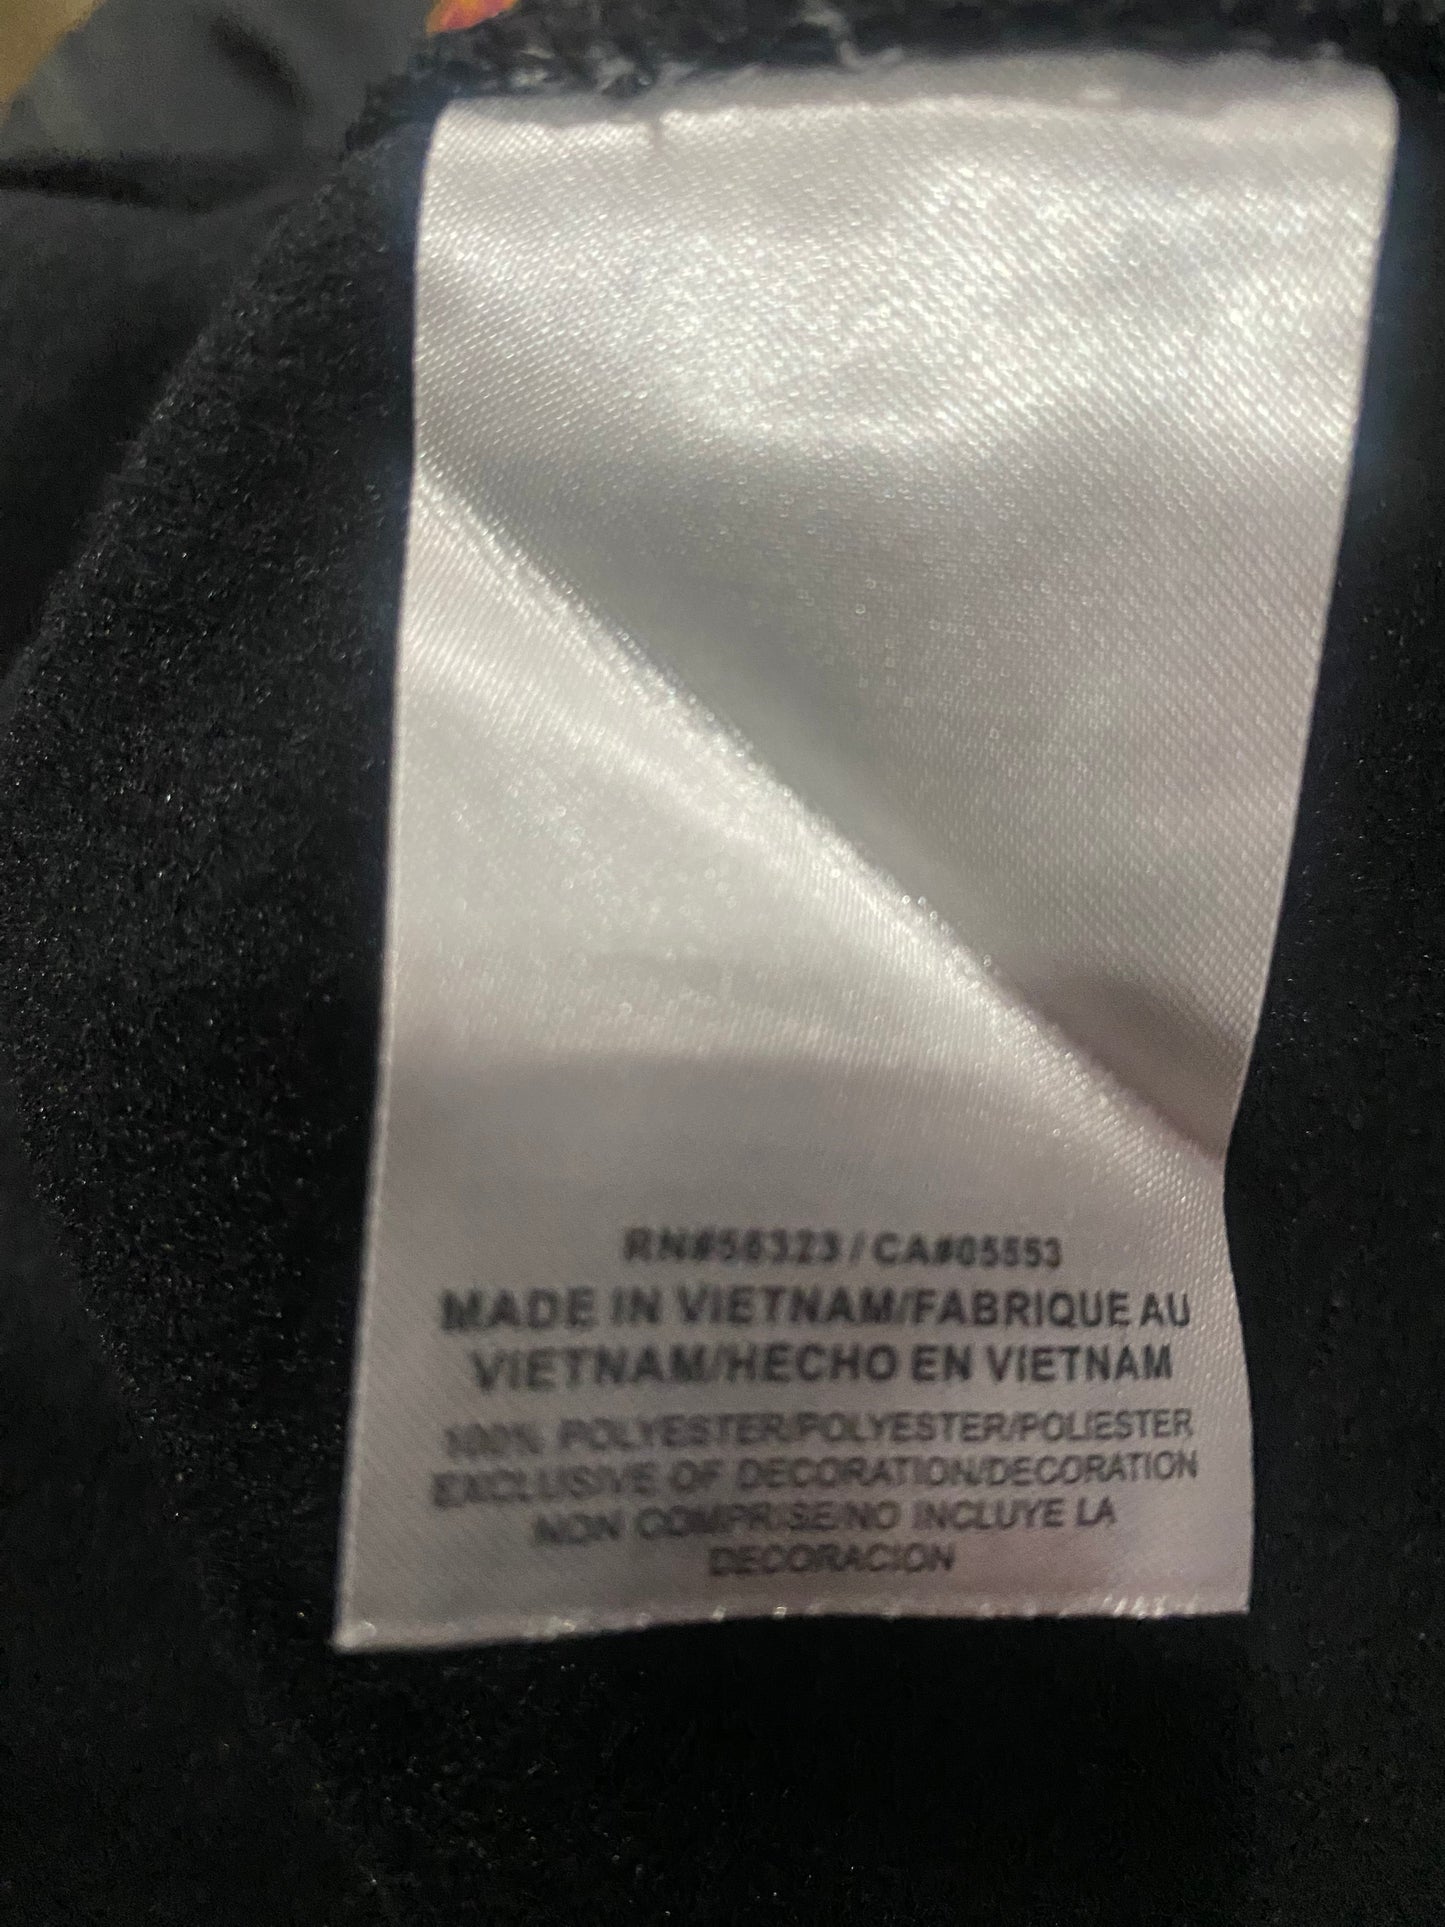 RN#56323 / CA#05553
MADE IN VIETNAM/FABRIQUE AU
VIETNAM/HECHO EN VIETNAM
100% POLYESTER/POLYESTER/POLIESTER
EXCLUSIVE OF DECORATION/DECORATION
NON COMPRISE/NO INCLUYE LA
DECORACION